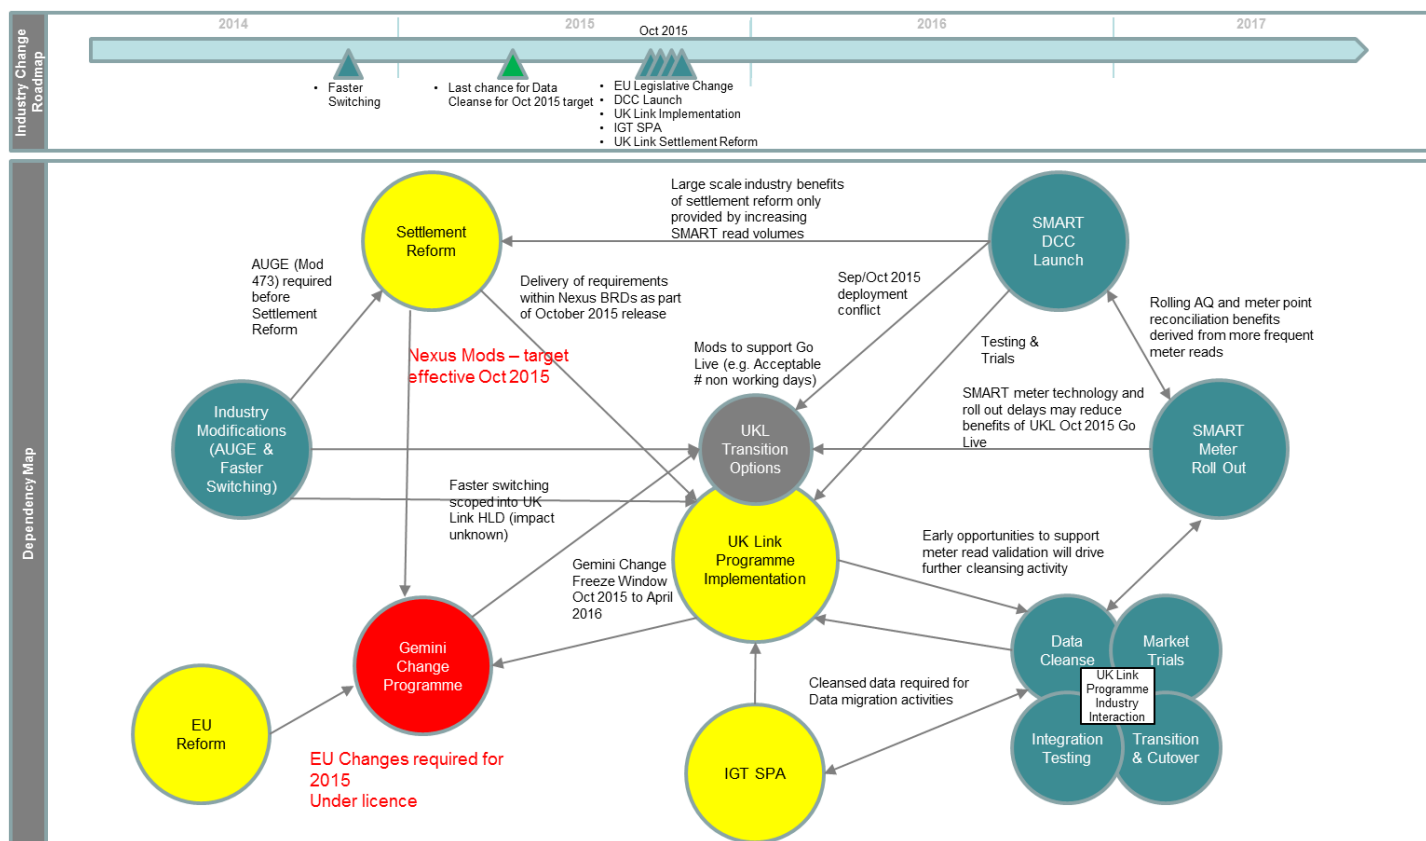 Industry Change
Roadmap
2014
2015
2016
2017
Oct 2015
• Faster
Switching
• Last chance for Data
Cleanse for Oct 2015 target
• EU Legislative Change
• DCC Launch
• UK Link Implementation
• IGT SPA
• UK Link Settlement Reform
Dependency Map
Settlement
Reform
Large scale industry benefits
of settlement reform only
provided by increasing
SMART read volumes
SMART
DCC
Launch
AUGE (Mod
473) required
before
Settlement
Reform
Delivery of requirements
within Nexus BRDs as part
of October 2015 release
Sep/Oct 2015
deployment
conflict
Rolling AQ and meter point
reconciliation benefits
derived from more frequent
meter reads
Nexus Mods – target
effective Oct 2015
Mods to support Go
Live (e.g. Acceptable
# non working days)
Testing &
Trials
Industry
Modifications
(AUGE &
Faster
Switching)
UKL
Transition
Options
SMART meter technology and
roll out delays may reduce
benefits of UKL Oct 2015 Go
Live
SMART
Meter
Roll Out
Faster switching
scoped into UK
Link HLD (impact
unknown)
UK Link
Programme
Implementation
Early opportunities to support
meter read validation will drive
further cleansing activity
Gemini Change
Freeze Window
Oct 2015 to April
2016
Gemini
Change
Programme
Data
Cleanse
Market
Trials
UK Link
Programme
Industry
Interaction
Integration
Testing
Transition
& Cutover
Cleansed data required for
Data migration activities
EU
Reform
EU Changes required for
2015
Under licence
IGT SPA